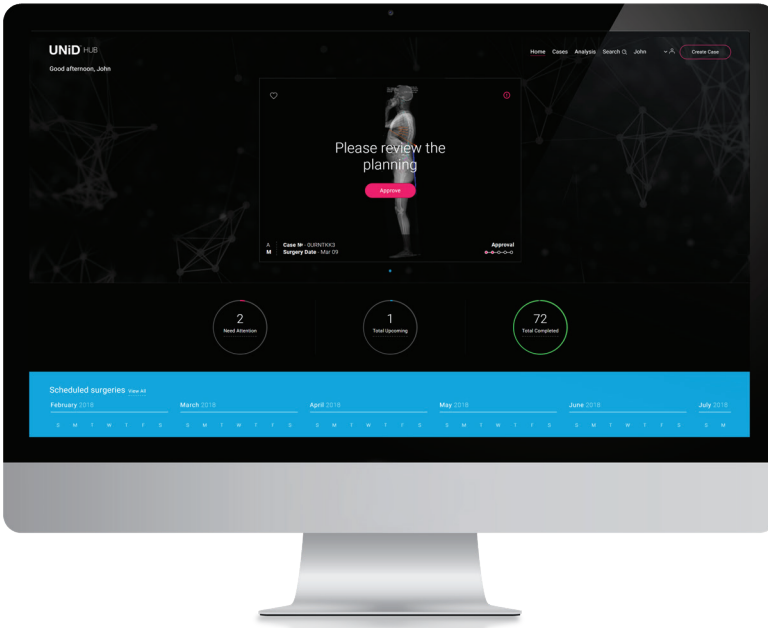 UNiD HUB
Home Cases Analysis Search John Create Case
Good afternoon, John
Please review the
planning
Approve
A Case Nº - 0URNTKK3
M Surgery Date - Mar 09
Approval
2
Need Attention
1
Total Upcoming
72
Total Completed
Scheduled surgeries View All
February 2018 March 2018 April 2018 May 2018 June 2018 July 2018
S M T W T F S S M T W T F S S M T W T F S S M T W T F S S M T W T F S S M